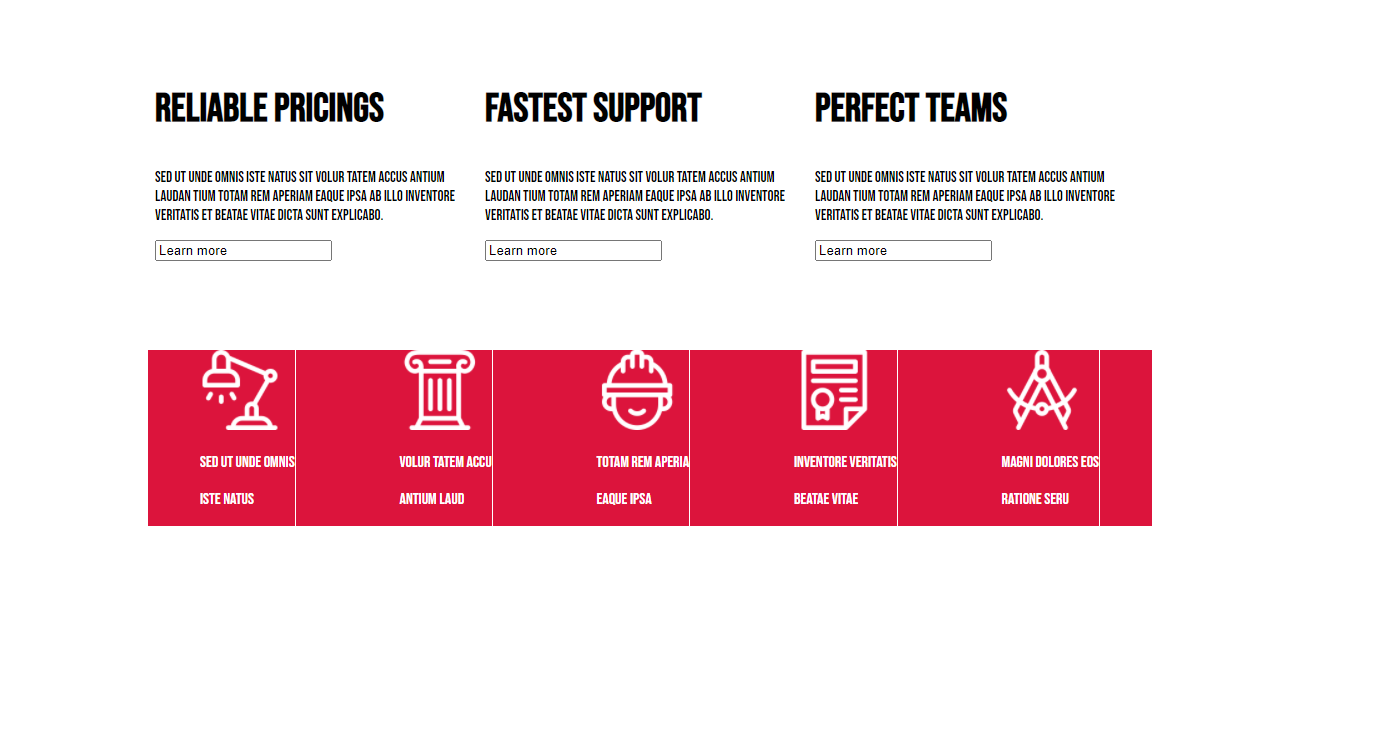 RELIABLE PRICINGS
SED UT UNDE OMNIS ISTE NATUS SIT VOLUR TATEM ACCUS ANTIUM
LAUDAN TIUM TOTAM REM APERIAM EAQUE IPSA AB ILLO INVENTORE
VERITATIS ET BEATAE VITAE DICTA SUNT EXPLICABO.
Learn more
FASTEST SUPPORT
SED UT UNDE OMNIS ISTE NATUS SIT VOLUR TATEM ACCUS ANTIUM
LAUDAN TIUM TOTAM REM APERIAM EAQUE IPSA AB ILLO INVENTORE
VERITATIS ET BEATAE VITAE DICTA SUNT EXPLICABO.
Learn more
PERFECT TEAMS
SED UT UNDE OMNIS ISTE NATUS SIT VOLUR TATEM ACCUS ANTIUM
LAUDAN TIUM TOTAM REM APERIAM EAQUE IPSA AB ILLO INVENTORE
VERITATIS ET BEATAE VITAE DICTA SUNT EXPLICABO.
Learn more
SED UT UNDE OMNIS
ISTE NATUS
VOLUR TATEM ACCU
ANTIUM LAUD
TOTAM REM APERIA
EAQUE IPSA
INVENTORE VERITATIS
BEATAE VITAE
MAGNI DOLORES EOS
RATIONE SERU